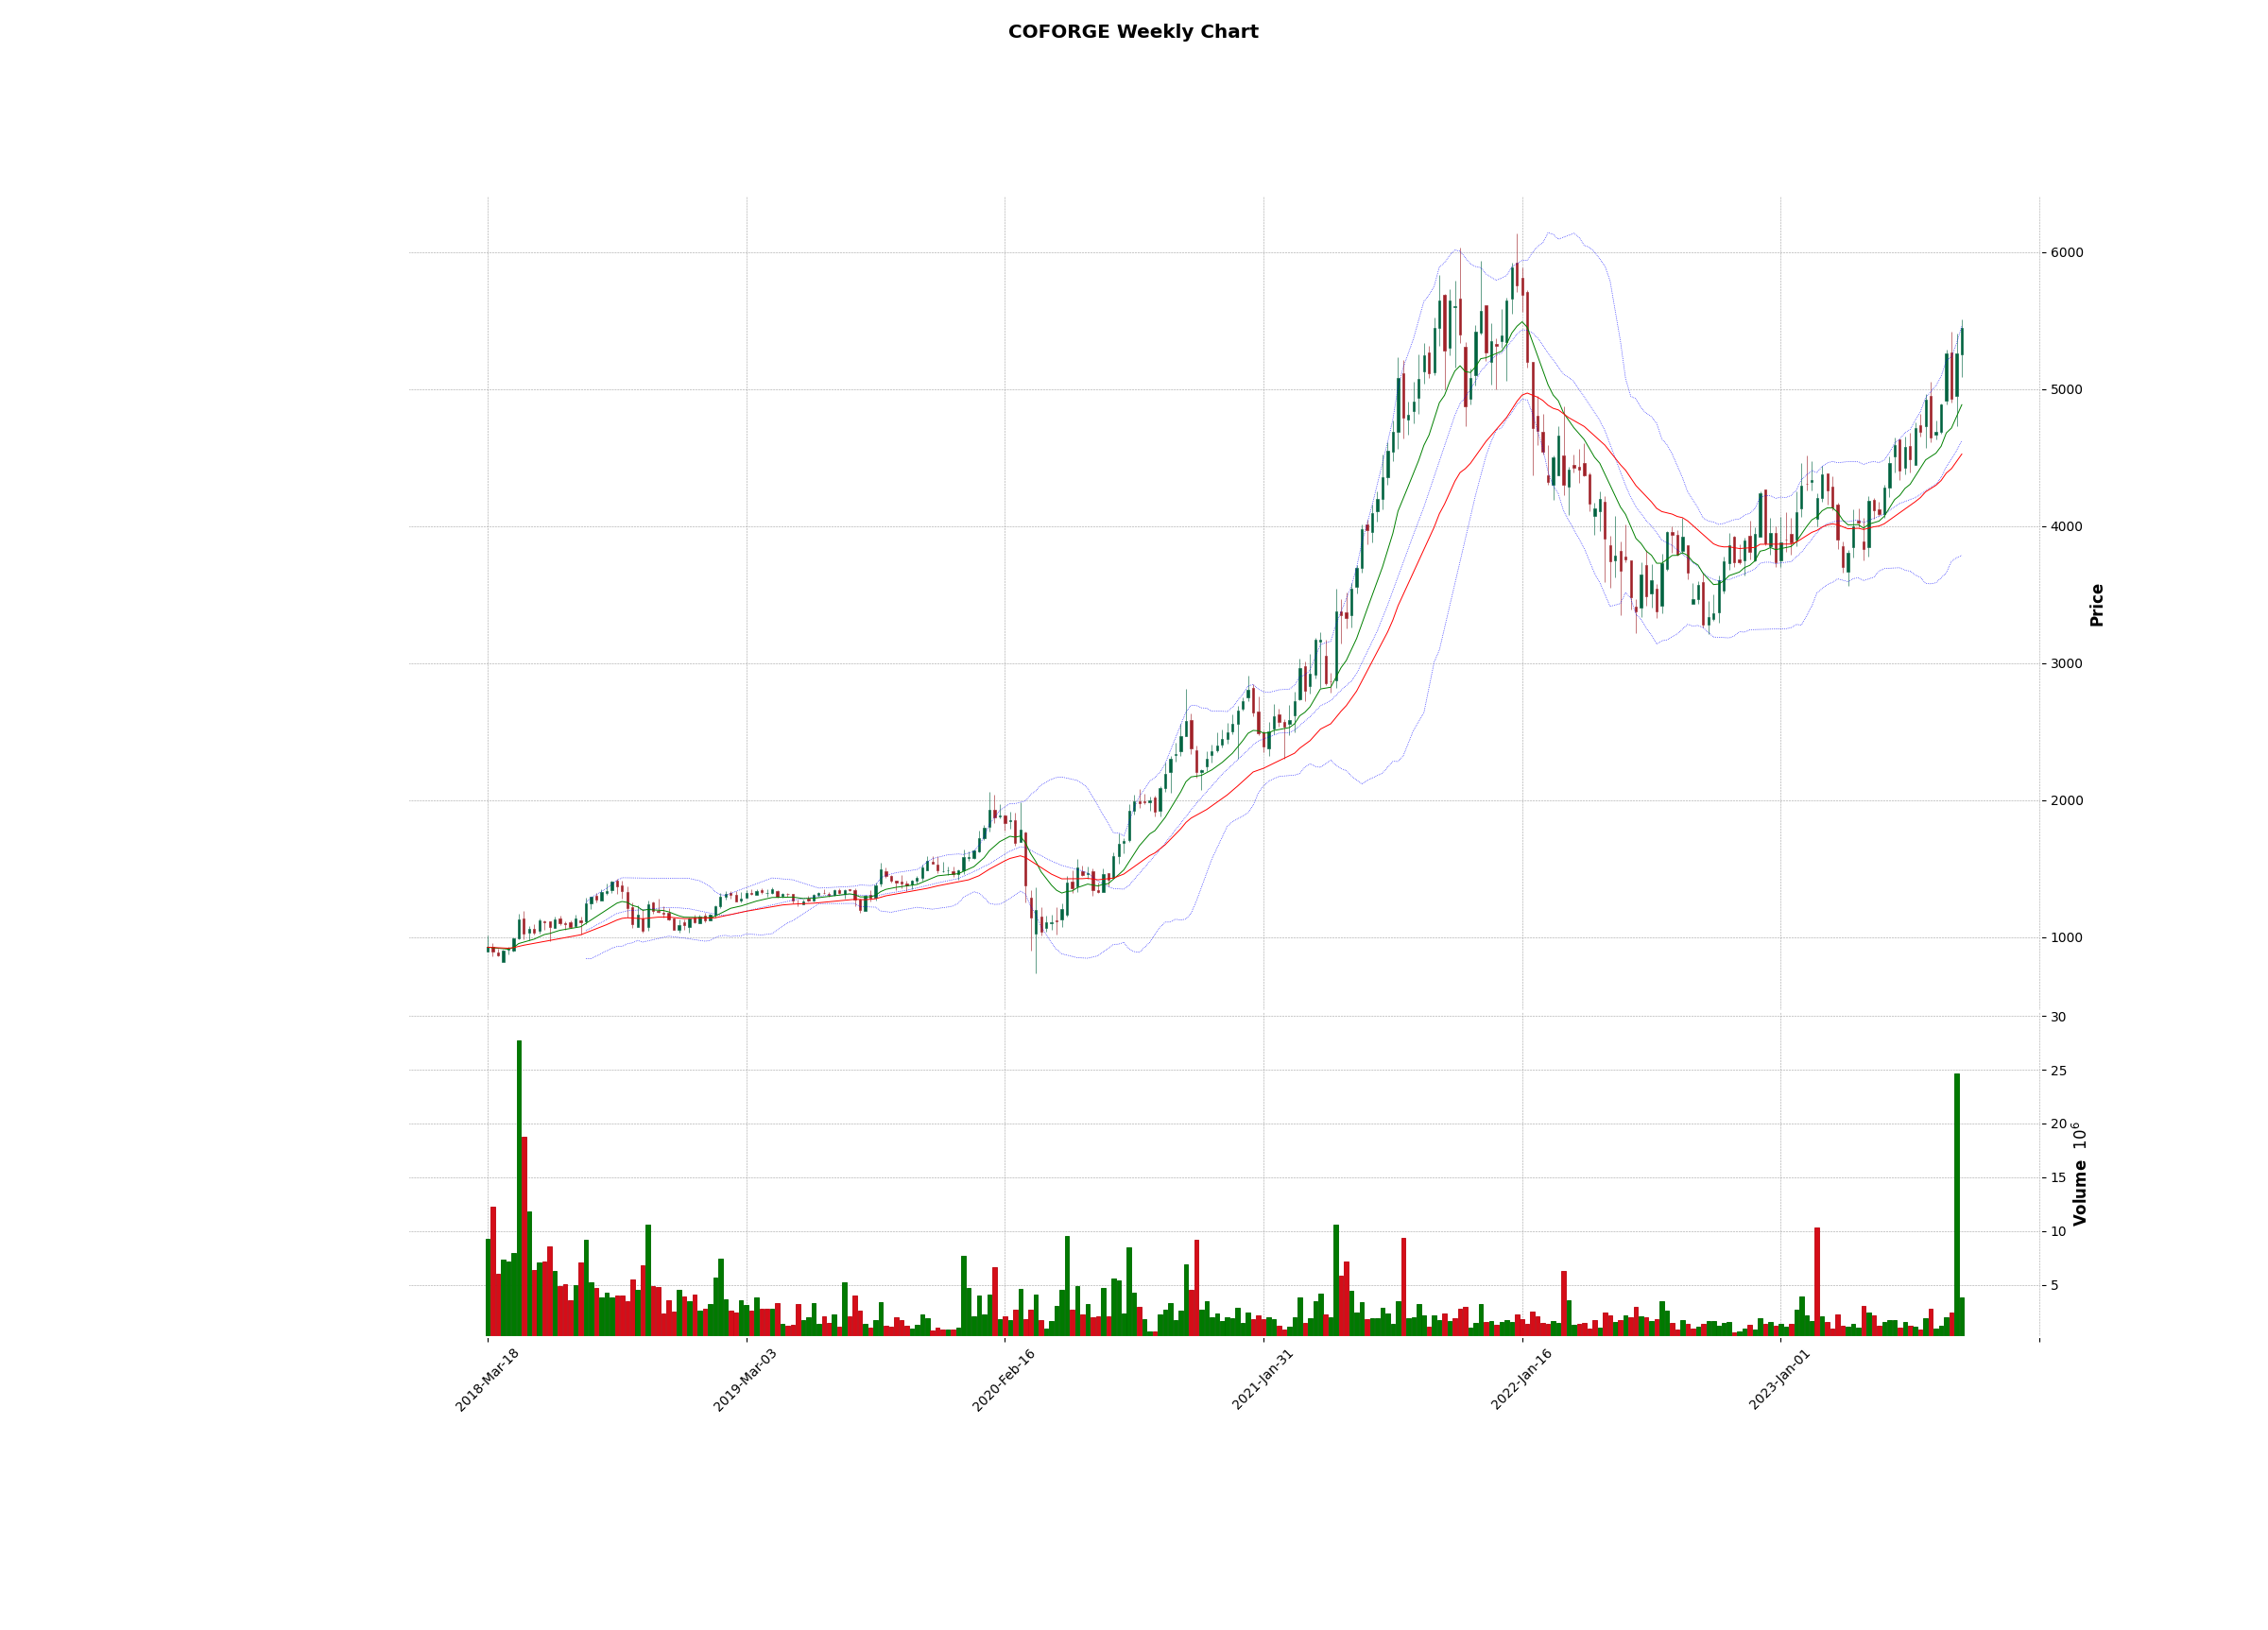 COFORGE Weekly Chart
6000
5000
4000
3000
2000
1000
Price
30
25
20
15
10
5
Volume 10^6
2018-Mar-18
2019-Mar-03
2020-Feb-16
2021-Jan-31
2022-Jan-16
2023-Jan-01